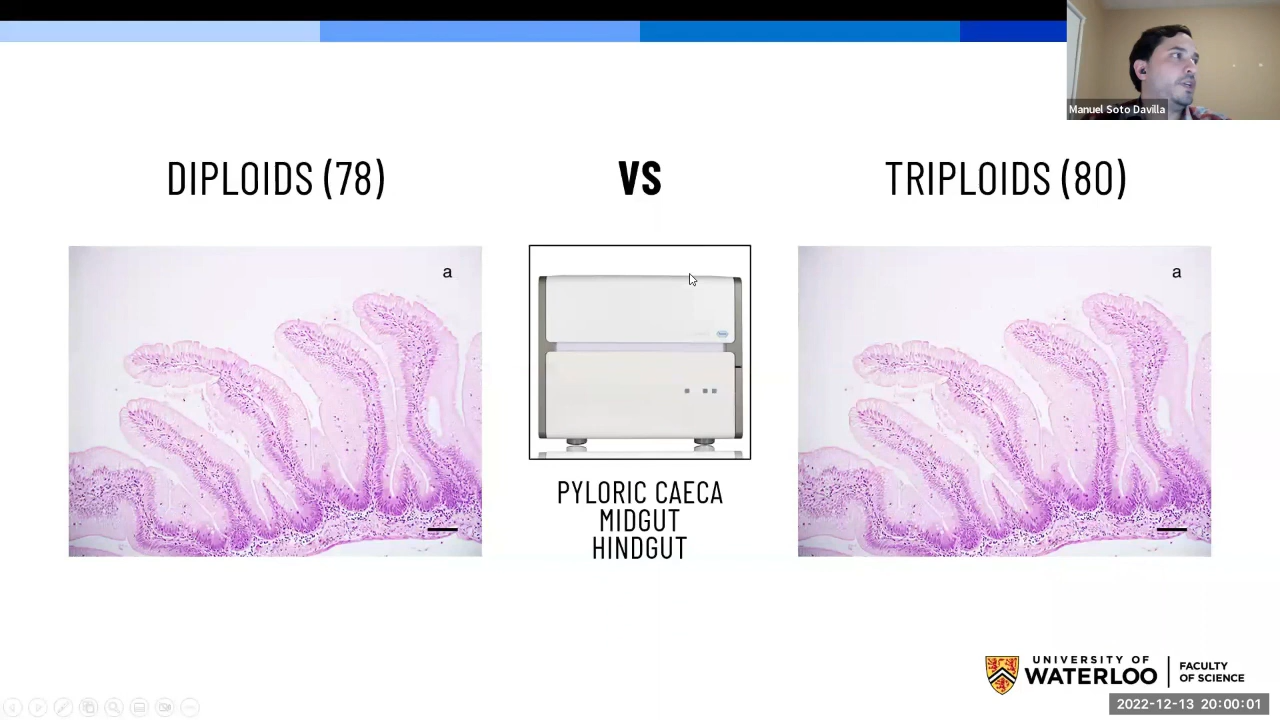 Manuel Soto Davilla
DIPLOIDS (78)
VS
TRIPLOIDS (80)
a
a
PYLORIC CAECA
MIDGUT
HINDGUT
UNIVERSITY OF
WATERLOO
FACULTY
OF SCIENCE
2022-12-13 20:00:01